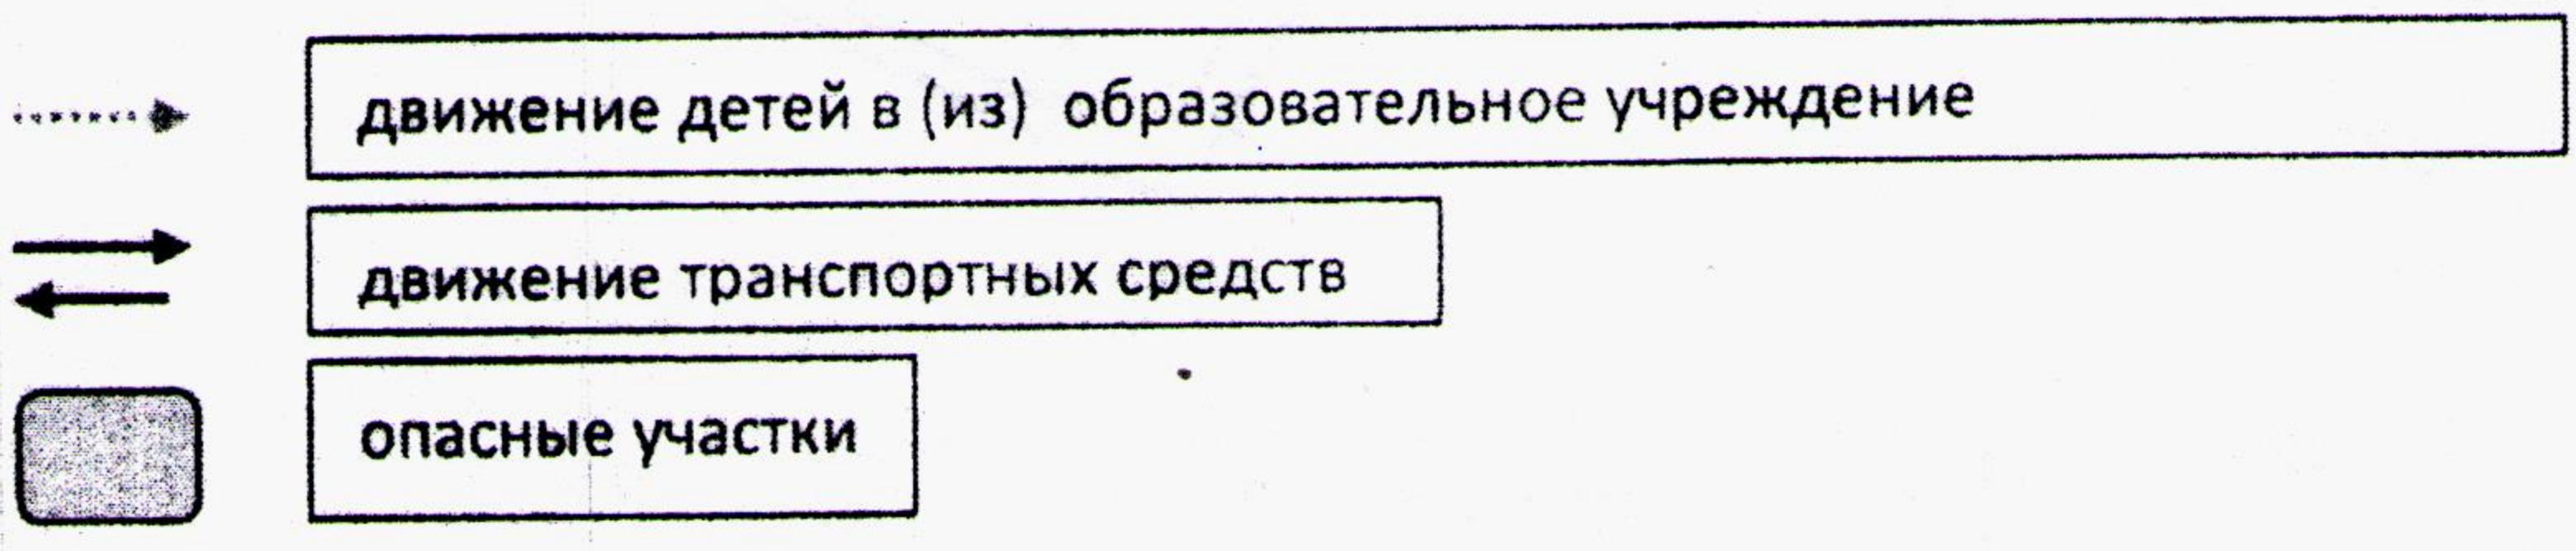 движение детей в (из) образовательное учреждение
движение транспортных средств
опасные участки